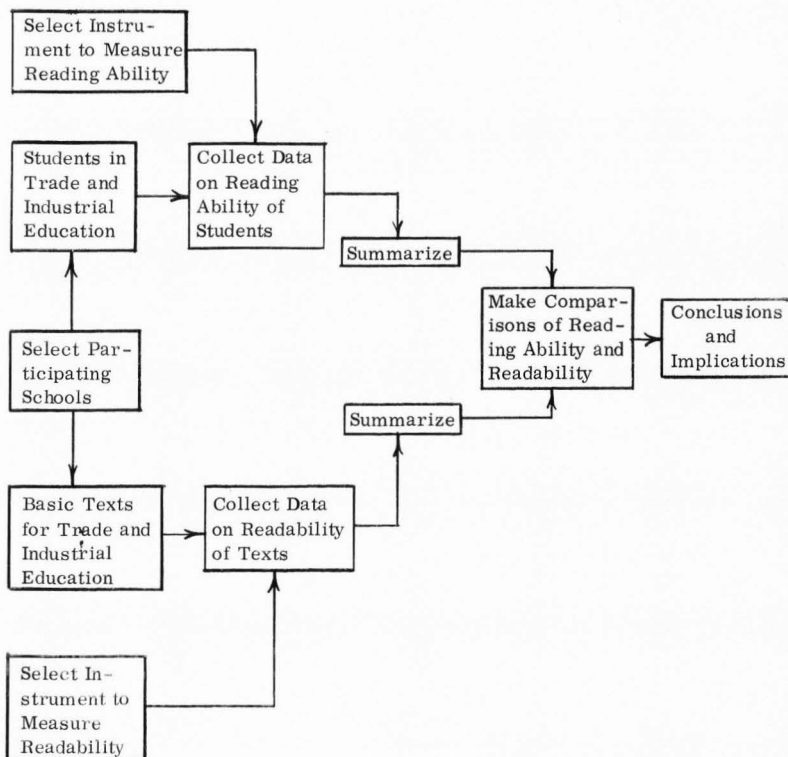 Select Instru-
ment to Measure
Reading Ability
Students in
Trade and
Industrial
Education
Collect Data
on Reading
Ability of
Students
Summarize
Make Compar-
isons of Read-
ing Ability and
Readability
Conclusions
and
Implications
Select Par-
ticipating
Schools
Summarize
Basic Texts
for Trade and
Industrial
Education
Collect Data
on Readability
of Texts
Select In-
strument to
Measure
Readability